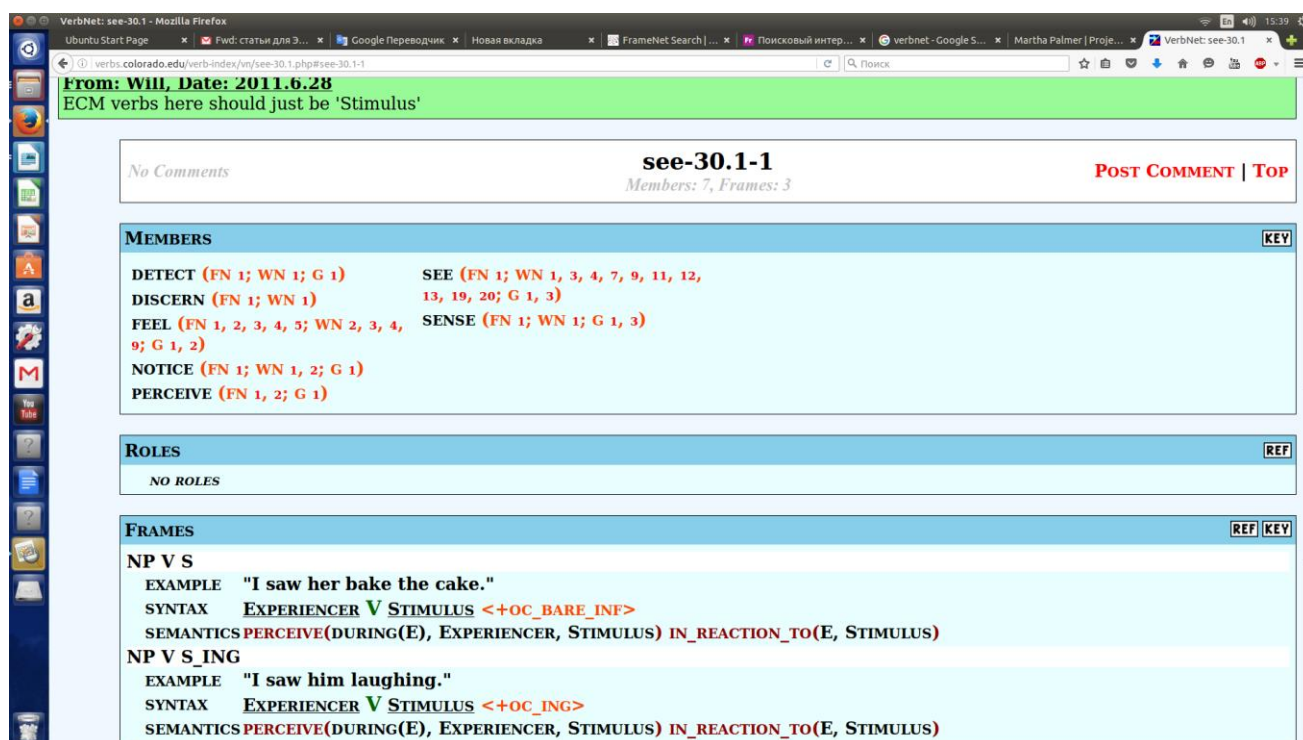 VerbNet: see-30.1 - Mozilla Firefox
En 15:39
Ubuntu Start Page Fwd: статьи для Э... Google Переводчик Новая вкладка FrameNet Search | ... Поисковый интер... verbnet - Google S... Martha Palmer | Proje... VerbNet: see-30.1
verbs.colorado.edu/verb-index/vn/see-30.1.php#see-30.1-1 Поиск
From: Will, Date: 2011.6.28
ECM verbs here should just be 'Stimulus'
No Comments
see-30.1-1
Members: 7, Frames: 3
POST COMMENT | TOP
MEMBERS KEY
DETECT (FN 1; WN 1; G 1)
DISCERN (FN 1; WN 1)
FEEL (FN 1, 2, 3, 4, 5; WN 2, 3, 4,
9; G 1, 2)
NOTICE (FN 1; WN 1, 2; G 1)
PERCEIVE (FN 1, 2; G 1)
SEE (FN 1; WN 1, 3, 4, 7, 9, 11, 12,
13, 19, 20; G 1, 3)
SENSE (FN 1; WN 1; G 1, 3)
ROLES REF
NO ROLES
FRAMES REF KEY
NP V S
EXAMPLE "I saw her bake the cake."
SYNTAX EXPERIENCER V STIMULUS <+OC_BARE_INF>
SEMANTICS PERCEIVE(DURING(E), EXPERIENCER, STIMULUS) IN_REACTION_TO(E, STIMULUS)
NP V S_ING
EXAMPLE "I saw him laughing."
SYNTAX EXPERIENCER V STIMULUS <+OC_ING>
SEMANTICS PERCEIVE(DURING(E), EXPERIENCER, STIMULUS) IN_REACTION_TO(E, STIMULUS)